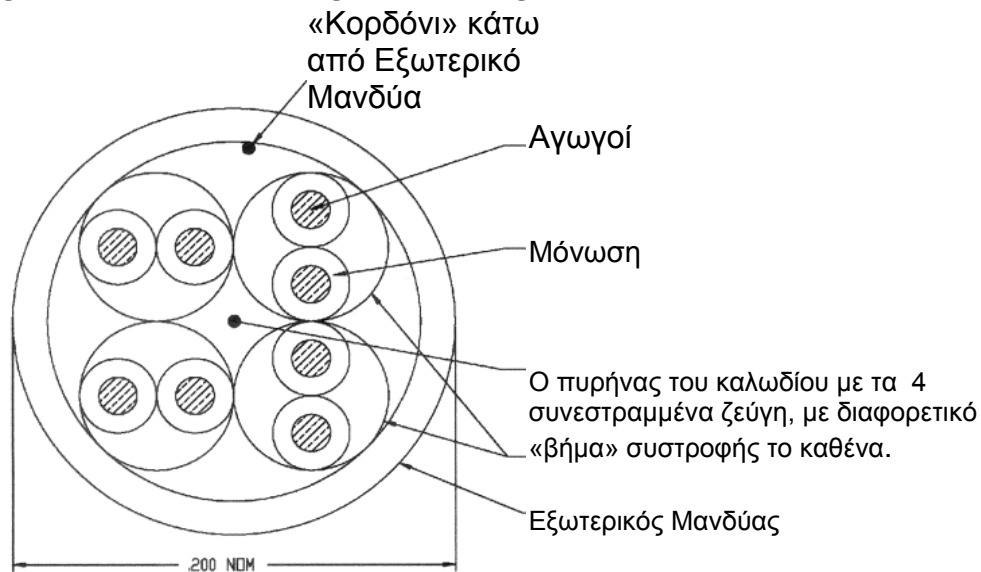 «Κορδόνι» κάτω
από Εξωτερικό
Μανδύα
Αγωγοί
Μόνωση
Ο πυρήνας του καλωδίου με τα 4
συνεστραμμένα ζεύγη, με διαφορετικό
«βήμα» συστροφής το καθένα.
Εξωτερικός Μανδύας
.200 NOM